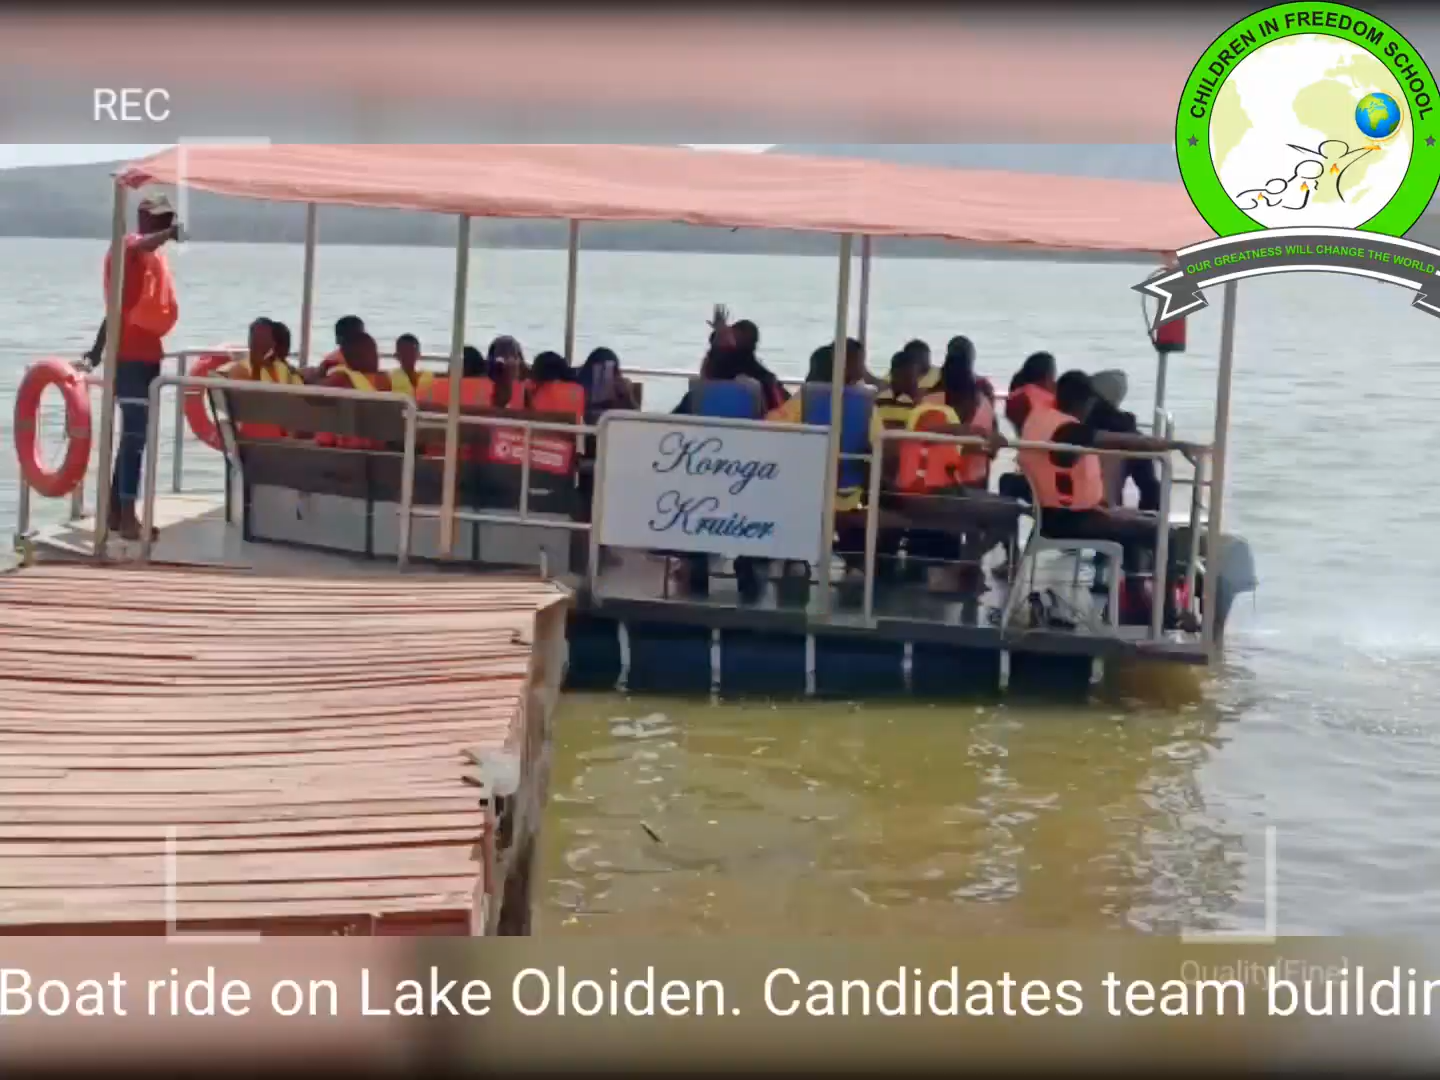 REC
CHILDREN IN FREEDOM SCHOOL
OUR GREATNESS WILL CHANGE THE WORLD
Koroga
Kruiser
Quality[Fine]
Boat ride on Lake Oloiden. Candidates team buildin